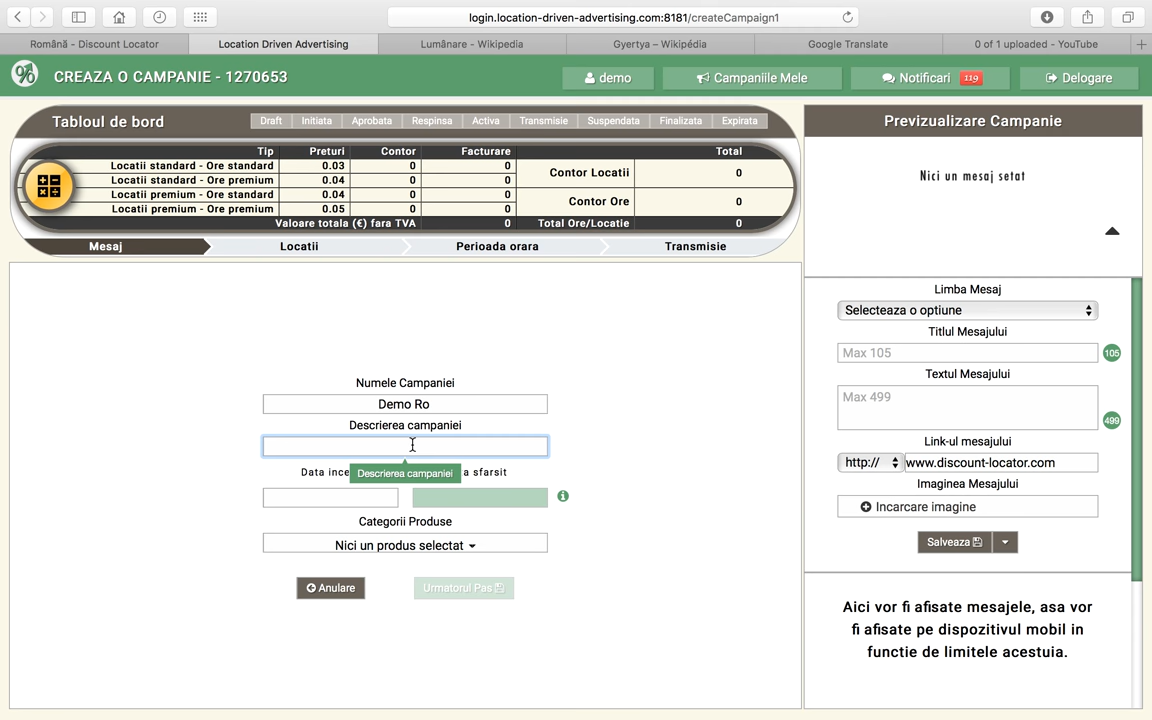 login.location-driven-advertising.com:8181/createCampaign1
Română – Discount Locator
Location Driven Advertising
Lumânare - Wikipedia
Gyertya – Wikipédia
Google Translate
0 of 1 uploaded - YouTube
CREAZA O CAMPANIE - 1270653
demo
Campaniile Mele
Notificari 119
Delogare
Tabloul de bord
Draft Initiata Aprobata Respinsa Activa Transmisie Suspendata Finalizata Expirata
Tip Preturi Contor Facturare Total
Locatii standard - Ore standard 0.03 0 0
Locatii standard - Ore premium 0.04 0 0
Contor Locatii 0
Locatii premium - Ore standard 0.04 0 0
Locatii premium - Ore premium 0.05 0 0
Contor Ore 0
Valoare totala (€) fara TVA 0 Total Ore/Locatie 0
Mesaj Locatii Perioada orara Transmisie
Numele Campaniei
Demo Ro
Descrierea campaniei
Descrierea campaniei
Data ince a sfarsit
Categorii Produse
Nici un produs selectat
Anulare
Urmatorul Pas
Previzualizare Campanie
Nici un mesaj setat
Limba Mesaj
Selecteaza o optiune
Titlul Mesajului
Max 105
105
Textul Mesajului
Max 499
499
Link-ul mesajului
http:// www.discount-locator.com
Imaginea Mesajului
Incarcare imagine
Salveaza
Aici vor fi afisate mesajele, asa vor
fi afisate pe dispozitivul mobil in
functie de limitele acestuia.